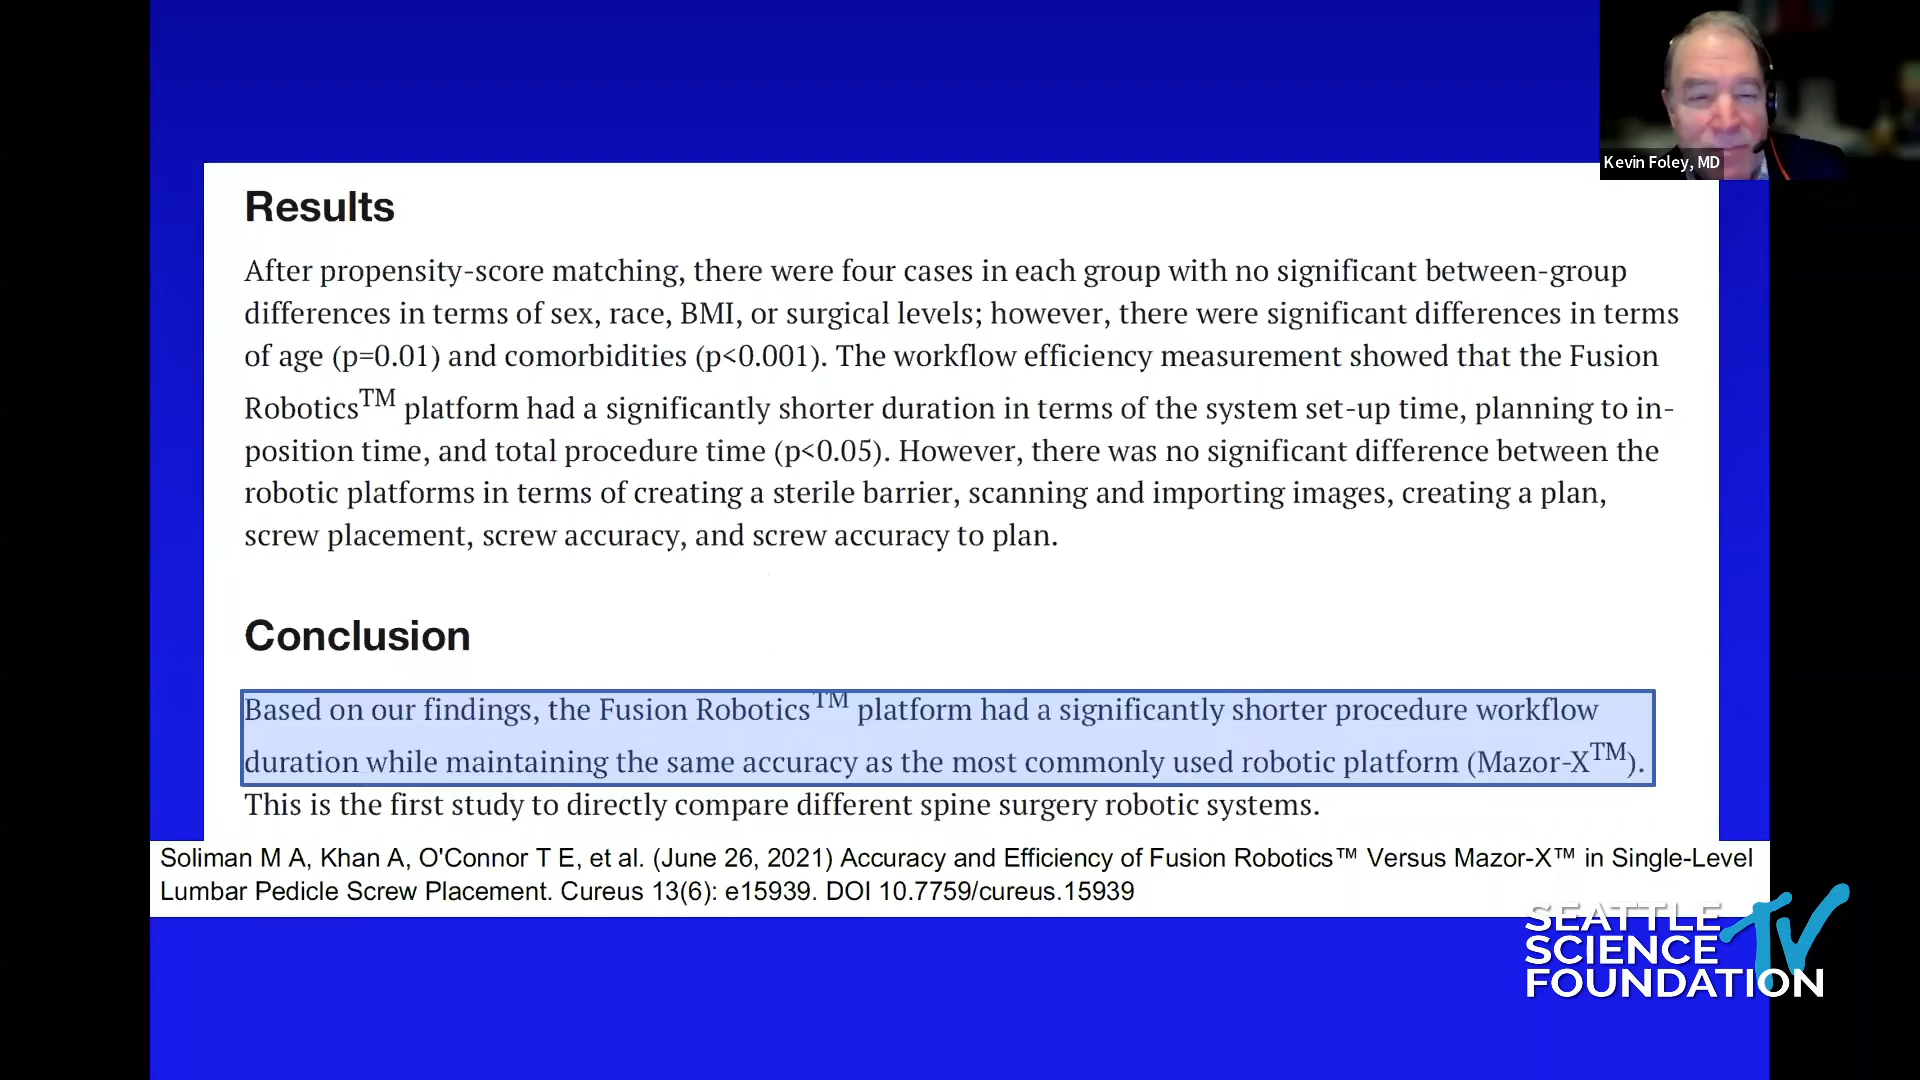 Kevin Foley, MD
Results
After propensity-score matching, there were four cases in each group with no significant between-group
differences in terms of sex, race, BMI, or surgical levels; however, there were significant differences in terms
of age (p=0.01) and comorbidities (p<0.001). The workflow efficiency measurement showed that the Fusion
Robotics™ platform had a significantly shorter duration in terms of the system set-up time, planning to in-
position time, and total procedure time (p<0.05). However, there was no significant difference between the
robotic platforms in terms of creating a sterile barrier, scanning and importing images, creating a plan,
screw placement, screw accuracy, and screw accuracy to plan.
Conclusion
Based on our findings, the Fusion Robotics™ platform had a significantly shorter procedure workflow
duration while maintaining the same accuracy as the most commonly used robotic platform (Mazor-X™).
This is the first study to directly compare different spine surgery robotic systems.
Soliman M A, Khan A, O'Connor T E, et al. (June 26, 2021) Accuracy and Efficiency of Fusion Robotics™ Versus Mazor-X™ in Single-Level
Lumbar Pedicle Screw Placement. Cureus 13(6): e15939. DOI 10.7759/cureus.15939
SEATTLE
SCIENCE
FOUNDATION
TV